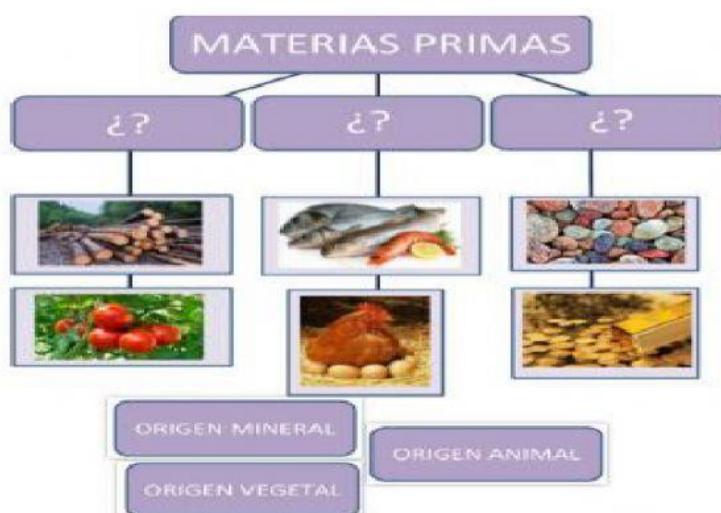 MATERIAS PRIMAS
¿?
¿?
¿?
ORIGEN MINERAL
ORIGEN ANIMAL
ORIGEN VEGETAL